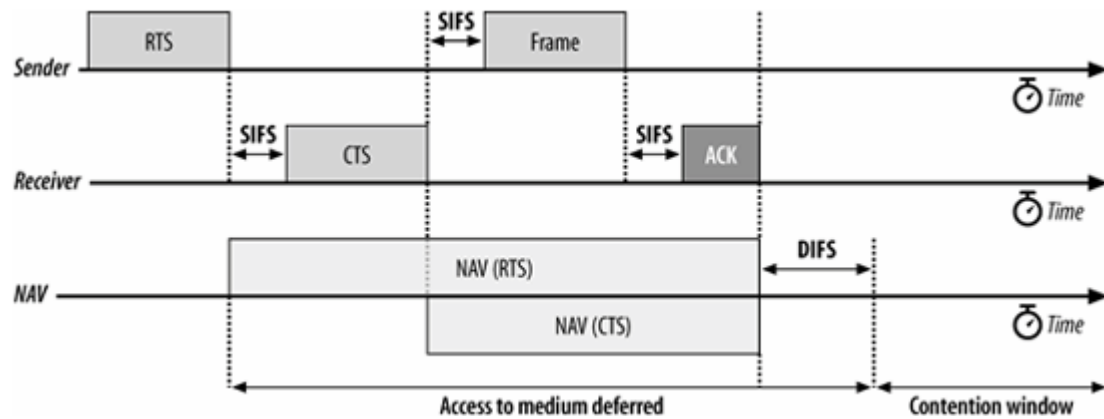 SIFS
RTS
Frame
Sender
Time
SIFS
SIFS
CTS
ACK
Receiver
Time
DIFS
NAV (RTS)
NAV
NAV (CTS)
Time
Access to medium deferred
Contention window